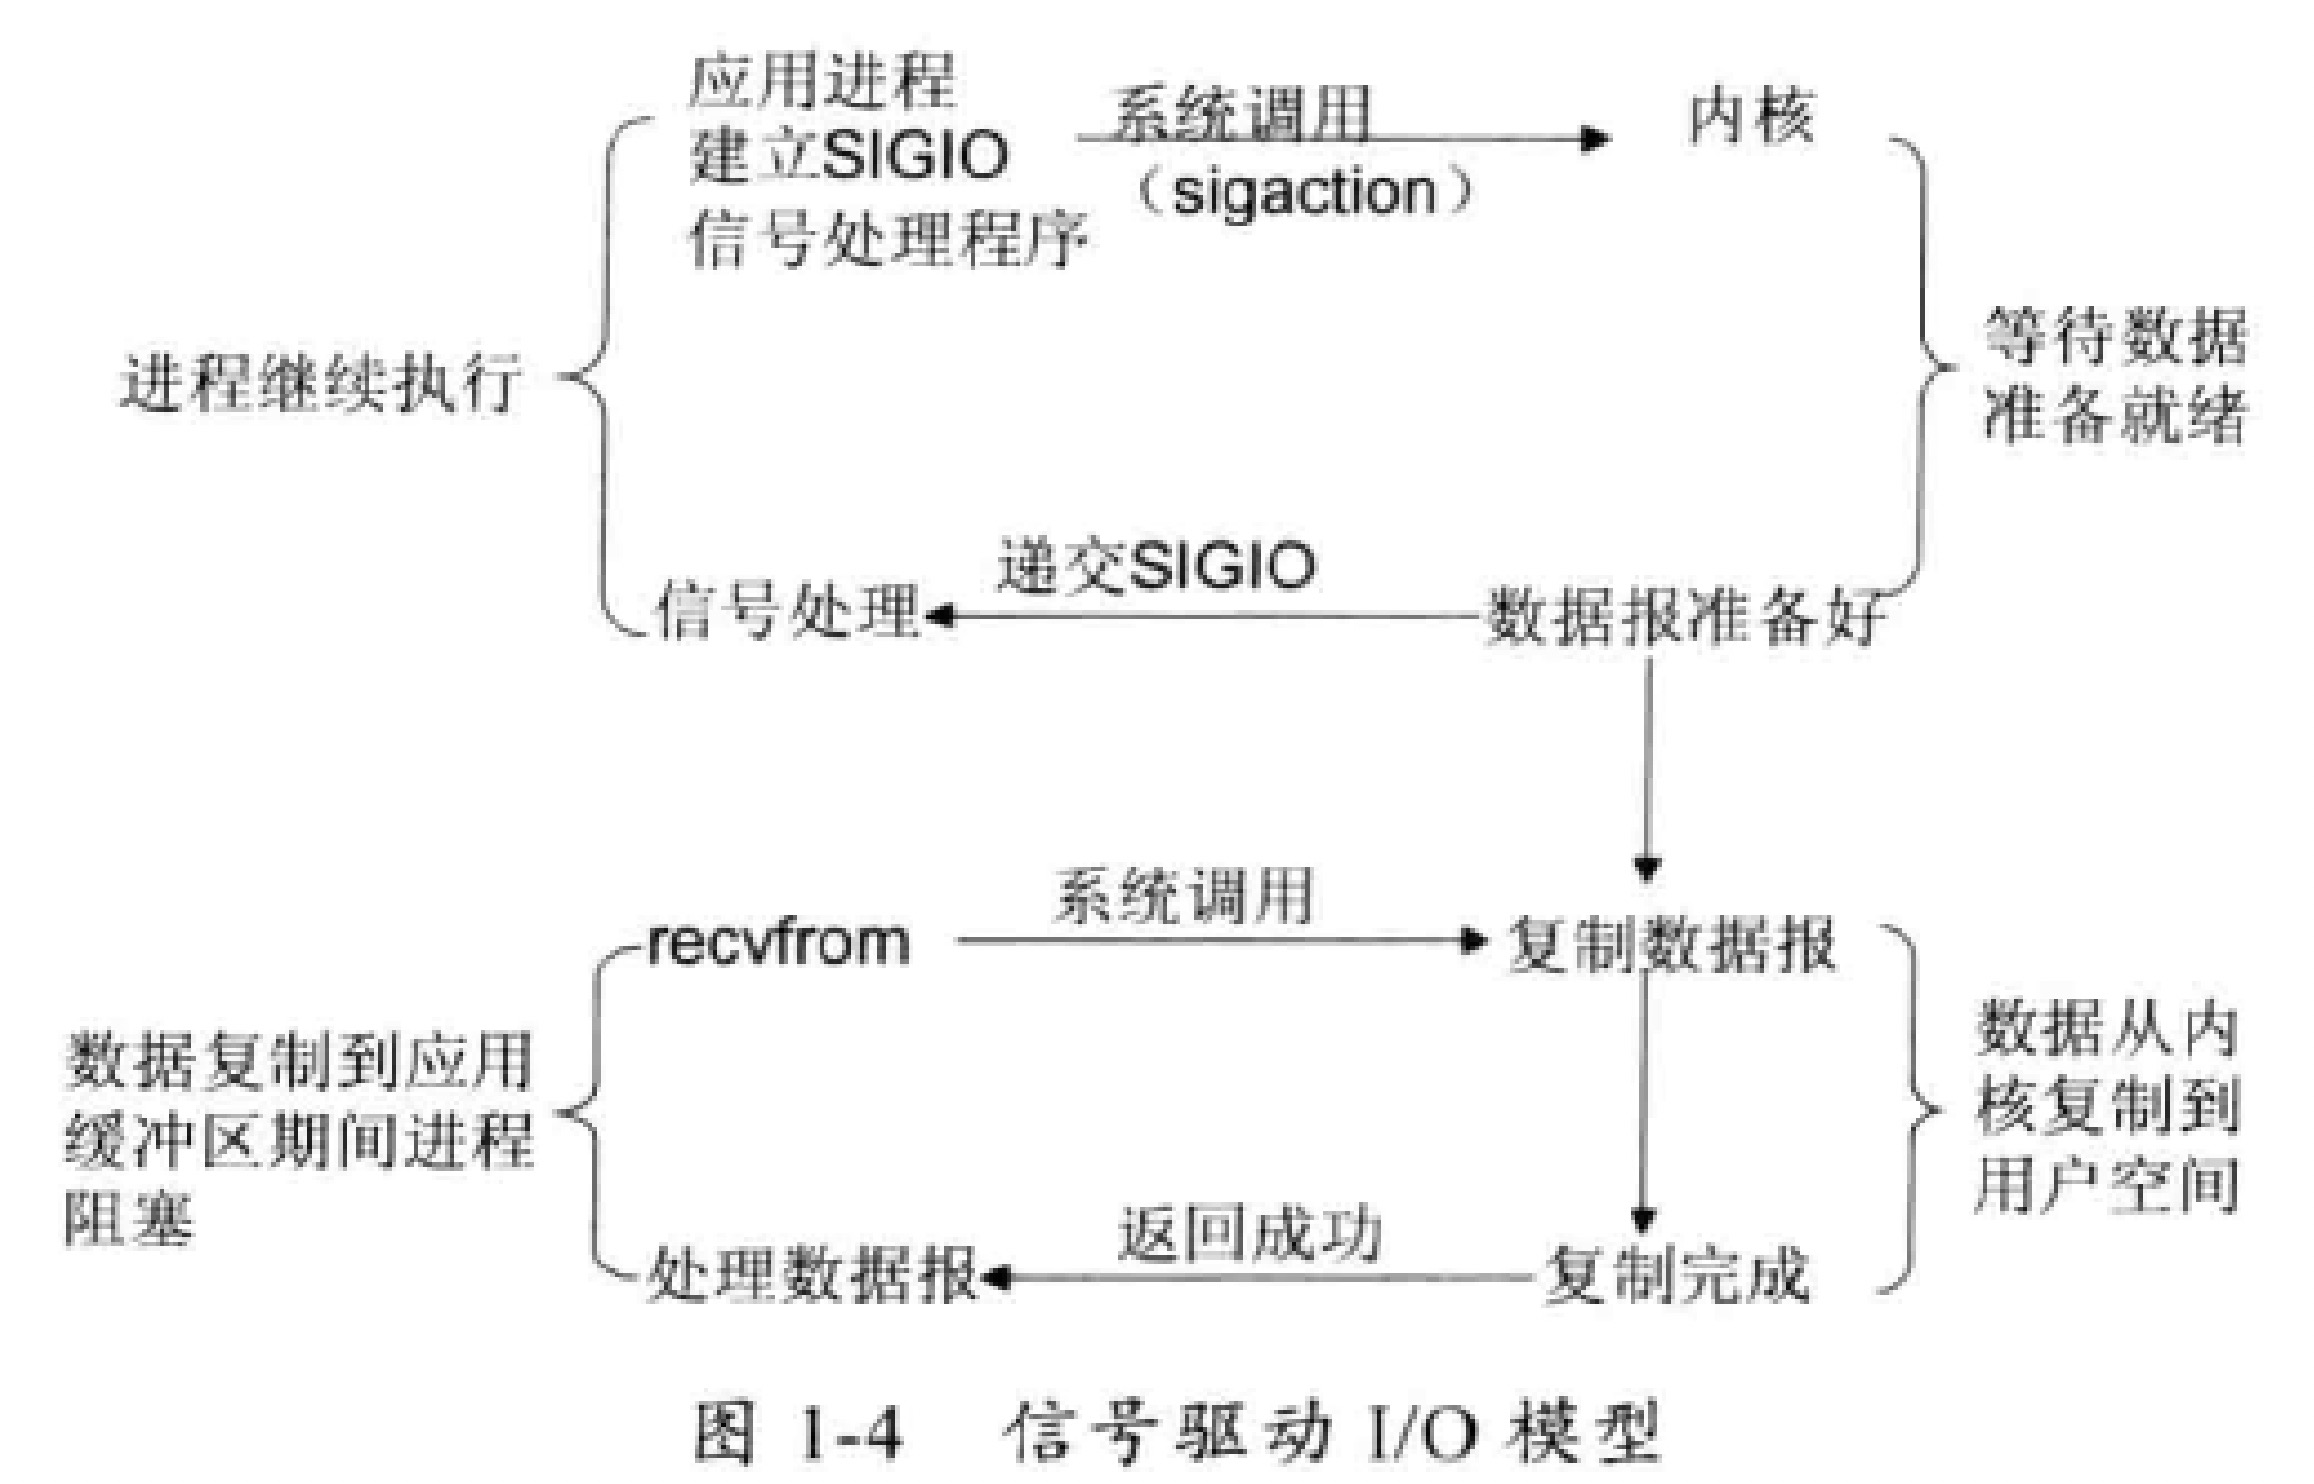 应用进程
建立SIGIO
信号处理程序
系统调用
（sigaction）
内核
进程继续执行
等待数据
准备就绪
递交SIGIO
信号处理
数据报准备好
系统调用
recvfrom
复制数据报
数据复制到应用
缓冲区期间进程
阻塞
数据从内
核复制到
用户空间
返回成功
处理数据报
复制完成
图 1-4 信号驱动 I/O 模型